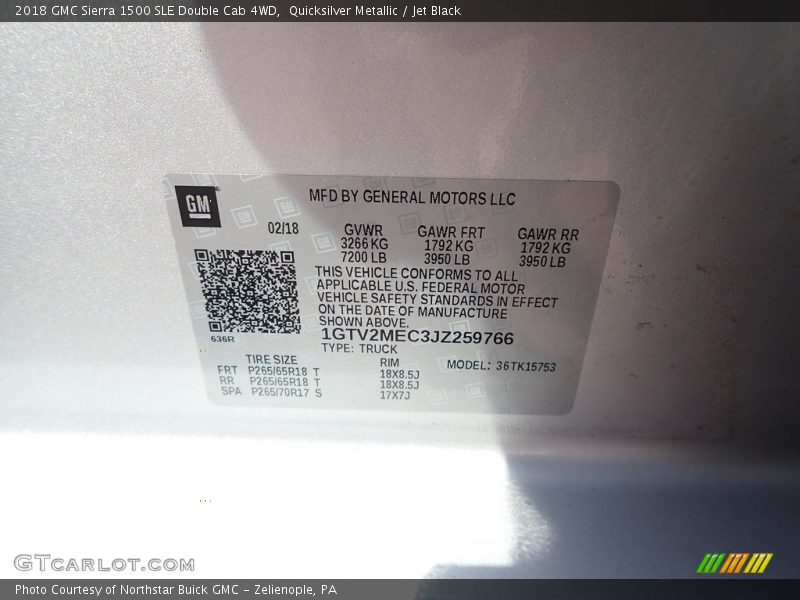 2018 GMC Sierra 1500 SLE Double Cab 4WD, Quicksilver Metallic / Jet Black
GM
MFD BY GENERAL MOTORS LLC
02/18
GVWR GAWR FRT GAWR RR
3266 KG 1792 KG 1792 KG
7200 LB 3950 LB 3950 LB
THIS VEHICLE CONFORMS TO ALL
APPLICABLE U.S. FEDERAL MOTOR
VEHICLE SAFETY STANDARDS IN EFFECT
ON THE DATE OF MANUFACTURE
SHOWN ABOVE.
636R
1GTV2MEC3JZ259766
TYPE: TRUCK
TIRE SIZE RIM MODEL: 36TK15753
FRT P265/65R18 T 18X8.5J
RR P265/65R18 T 18X8.5J
SPA P265/70R17 S 17X7J
GTCARLOT.COM
Photo Courtesy of Northstar Buick GMC – Zelienople, PA